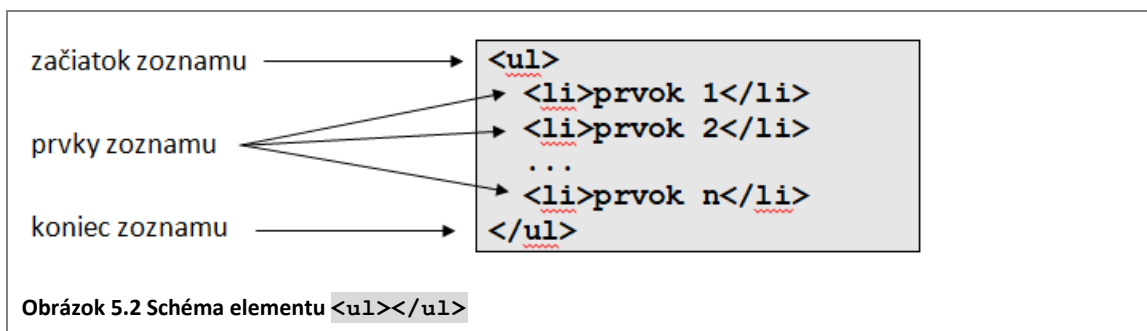 začiatok zoznamu
<ul>
<li>prvok 1</li>
prvky zoznamu
<li>prvok 2</li>
...
<li>prvok n</li>
koniec zoznamu
</ul>
Obrázok 5.2 Schéma elementu <ul></ul>